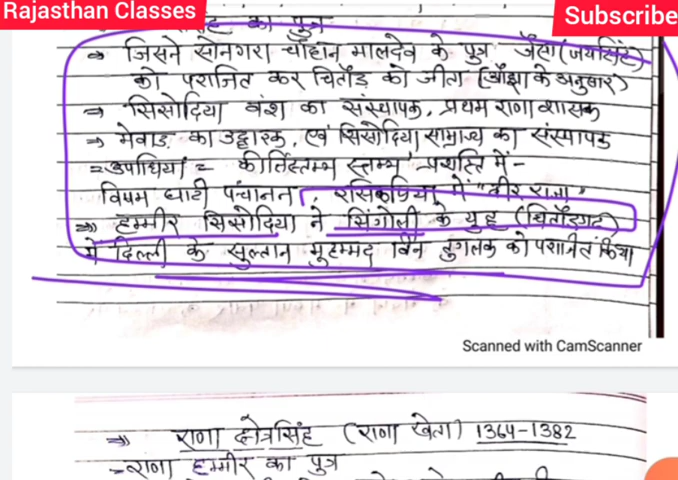 Rajasthan Classes
Subscribe
का पुत्र
⇒ जिसने सोनगरा चौहान मालदेव के पुत्र जैसा (जयसिंह)
को पराजित कर चितौड़ को जीता (ओझा के अनुसार)
⇒ सिसोदिया वंश का संस्थापक, प्रथम राणा शासक
⇒ मेवाड़ का उद्धारक, एवं सिसोदिया साम्राज्य का संस्थापक
= उपाधियां = कीर्तिस्तम्भ स्तम्भ प्रशस्ति में -
विषम घाटी पंचानन, रसिकप्रिया में "वीर राजा"
⇒ हम्मीर सिसोदिया ने सिंगोली के युद्ध (चितौड़गढ़)
में दिल्ली के सुल्तान मुहम्मद बिन तुगलक को पराजित किया
Scanned with CamScanner
⇒ राणा क्षेत्रसिंह (राणा खेता) 1364-1382
- राणा हम्मीर का पुत्र